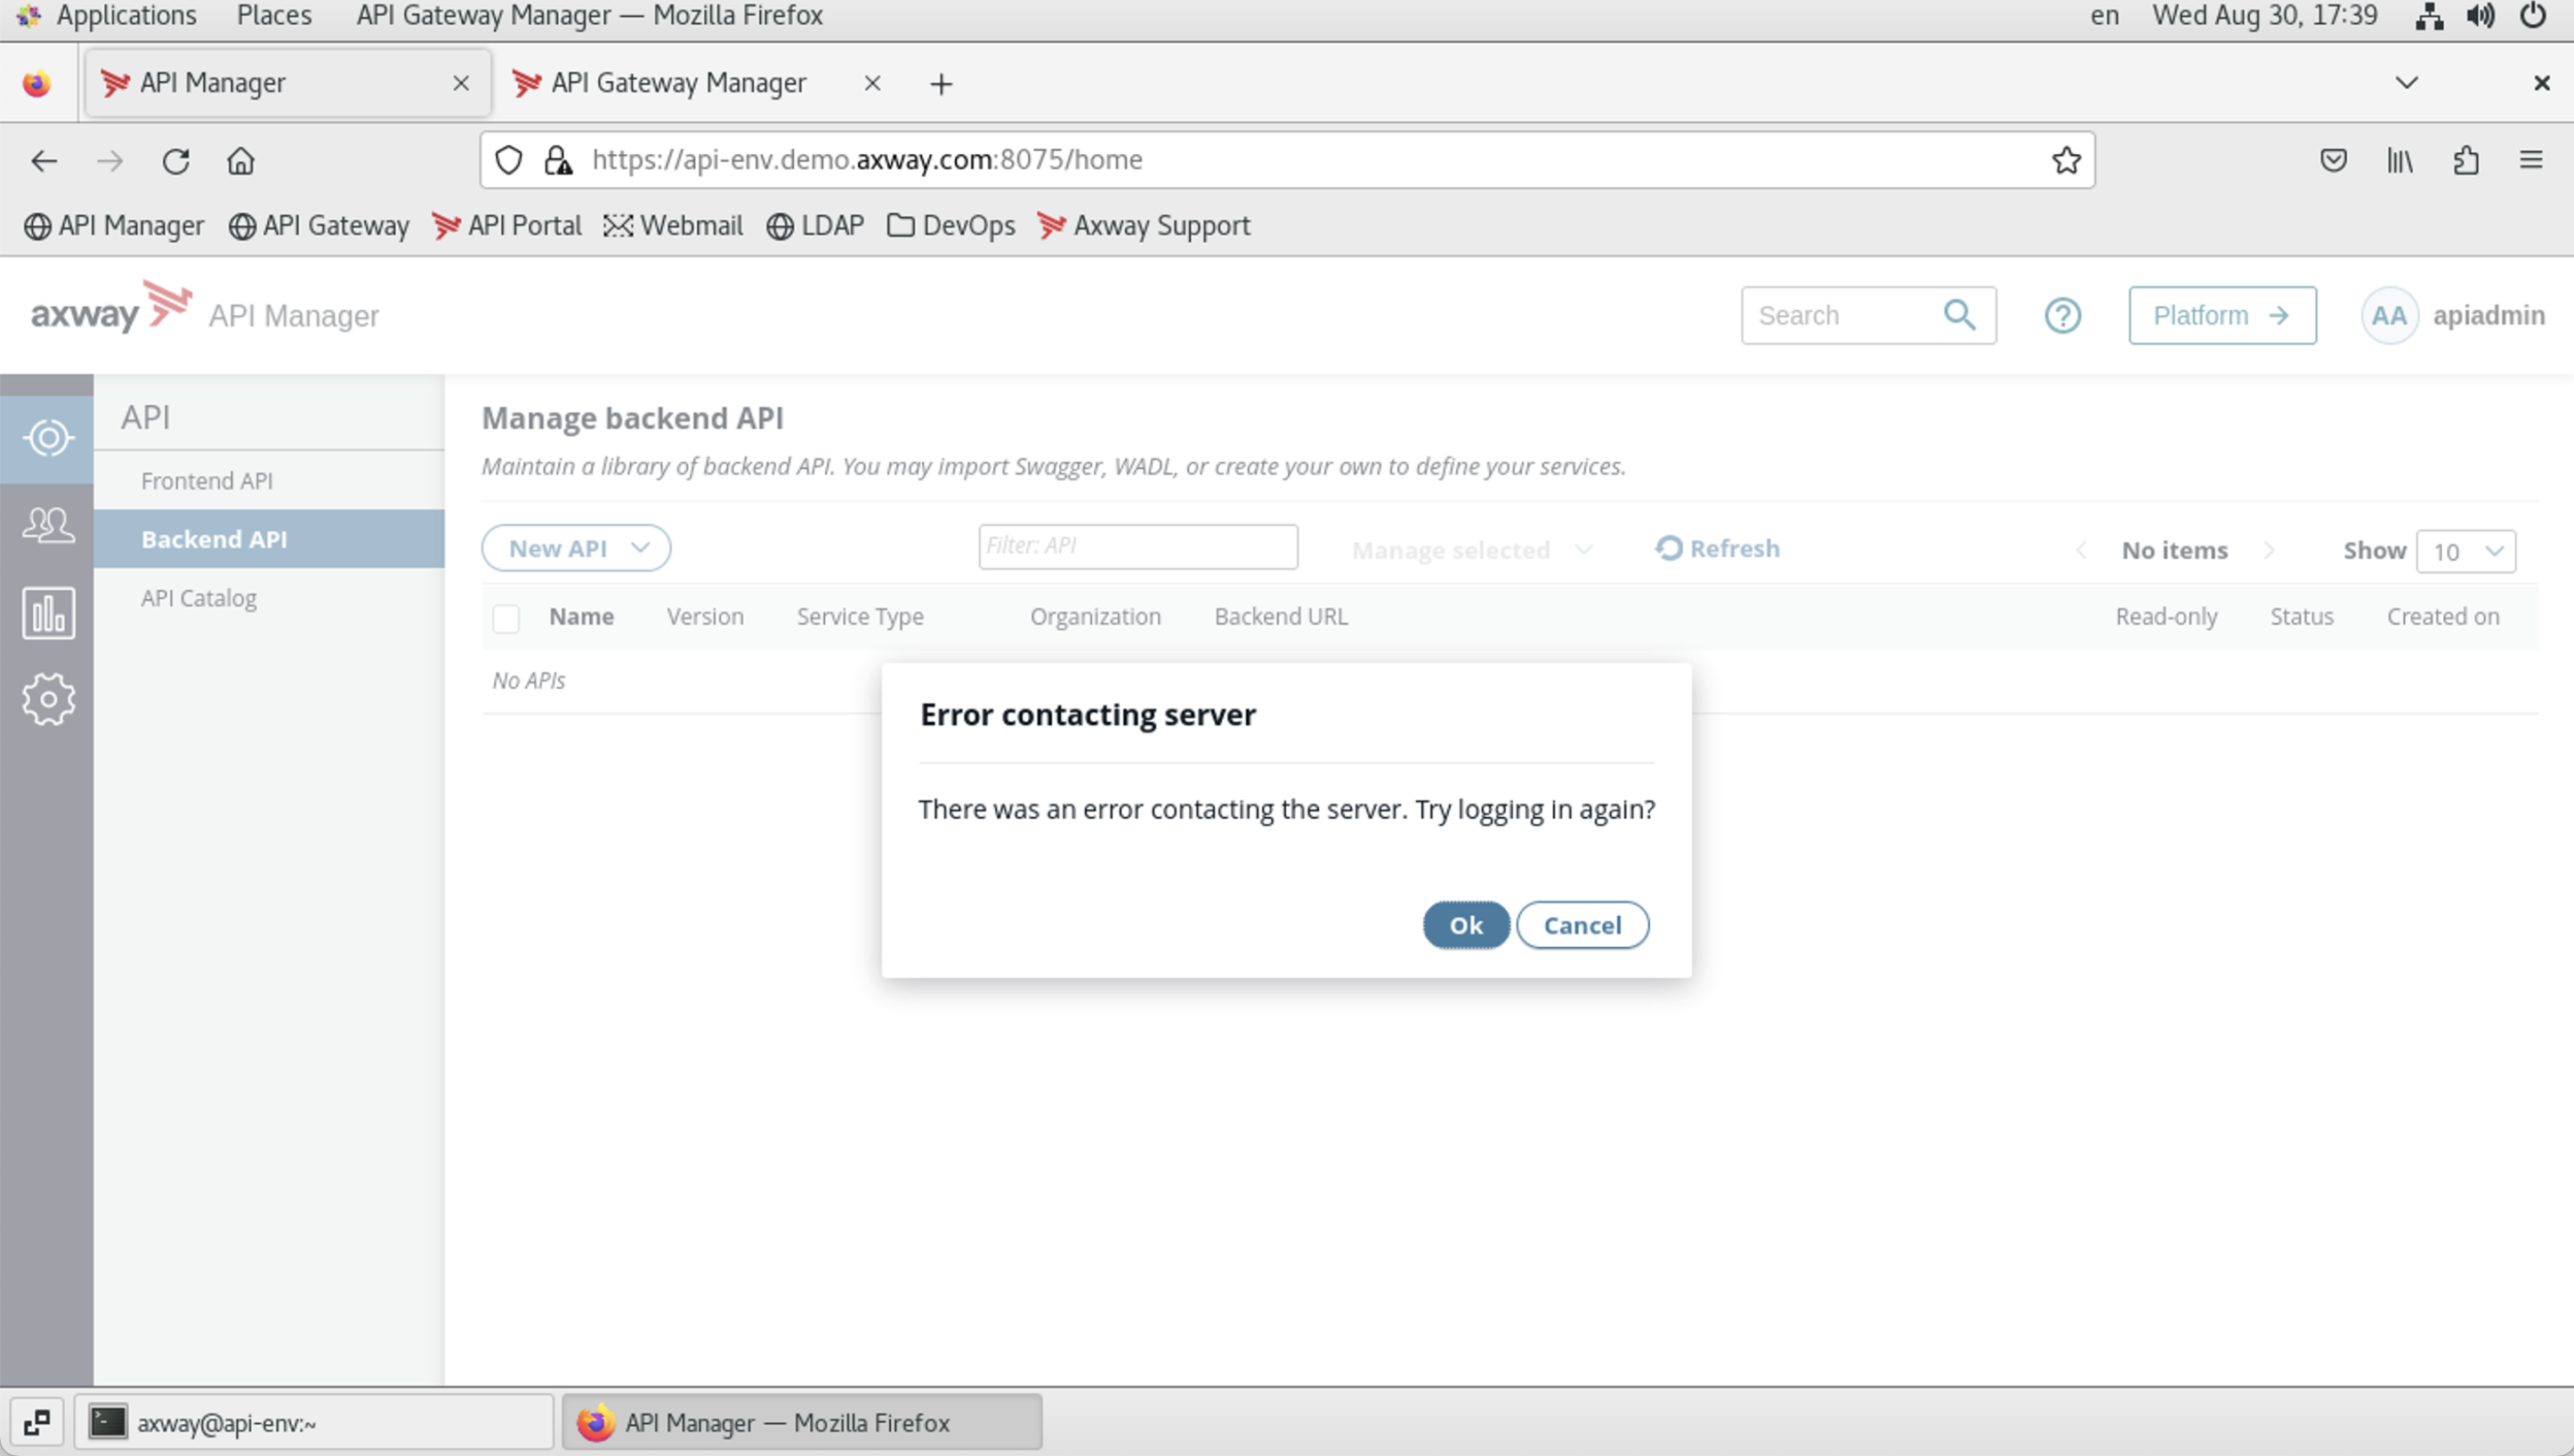 Applications Places API Gateway Manager — Mozilla Firefox en Wed Aug 30, 17:39
API Manager API Gateway Manager
https://api-env.demo.axway.com:8075/home
API Manager API Gateway API Portal Webmail LDAP DevOps Axway Support
axway API Manager Search Platform AA apiadmin
API
Frontend API
Backend API
API Catalog
Manage backend API
Maintain a library of backend API. You may import Swagger, WADL, or create your own to define your services.
New API Filter: API Manage selected Refresh No items Show 10
Name Version Service Type Organization Backend URL Read-only Status Created on
No APIs
Error contacting server
There was an error contacting the server. Try logging in again?
Ok Cancel
axway@api-env:~ API Manager — Mozilla Firefox